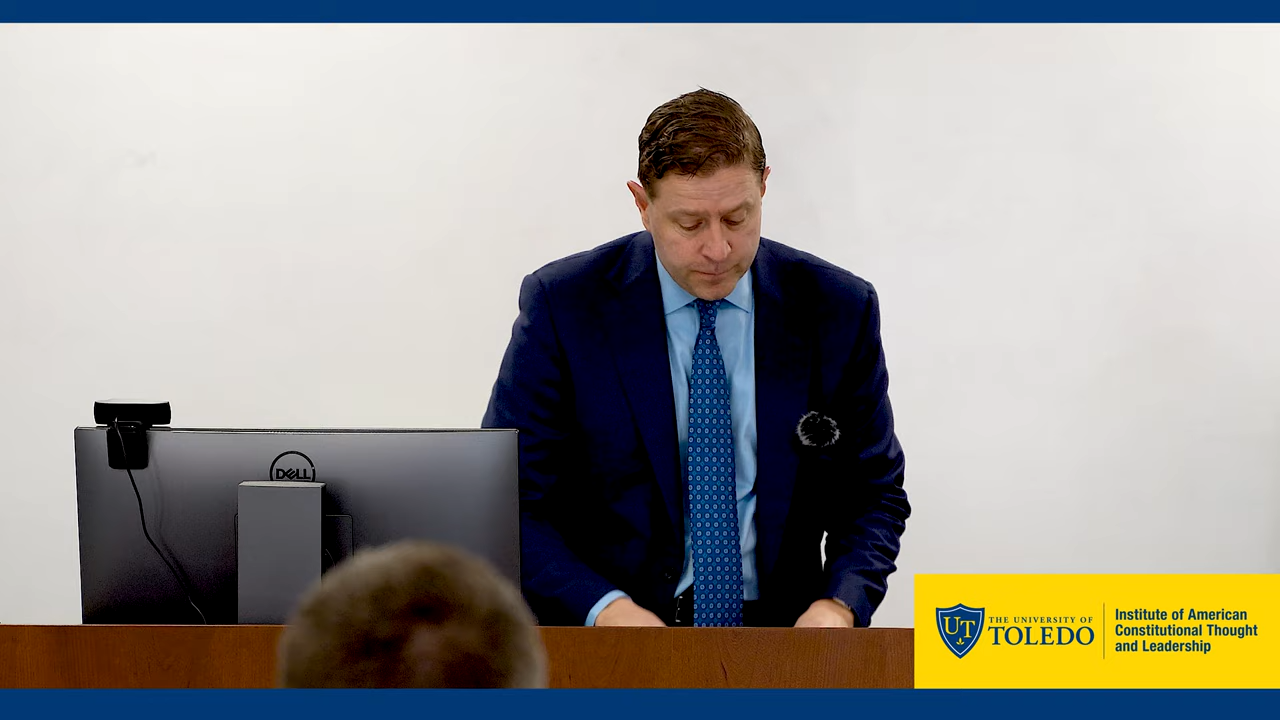 DELL
UT
THE UNIVERSITY OF
TOLEDO
Institute of American
Constitutional Thought
and Leadership